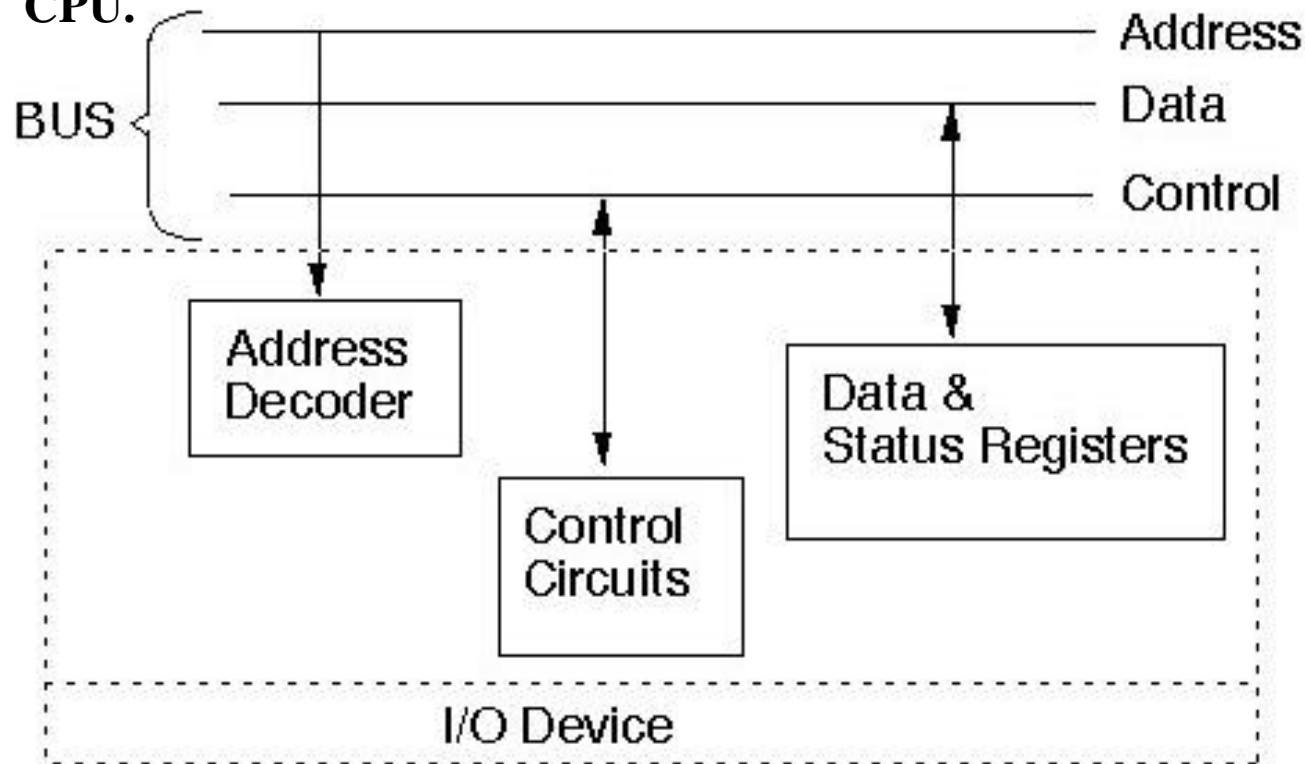 CPU.
Address
Data
BUS
Control
Address
Decoder
Data &
Status Registers
Control
Circuits
I/O Device